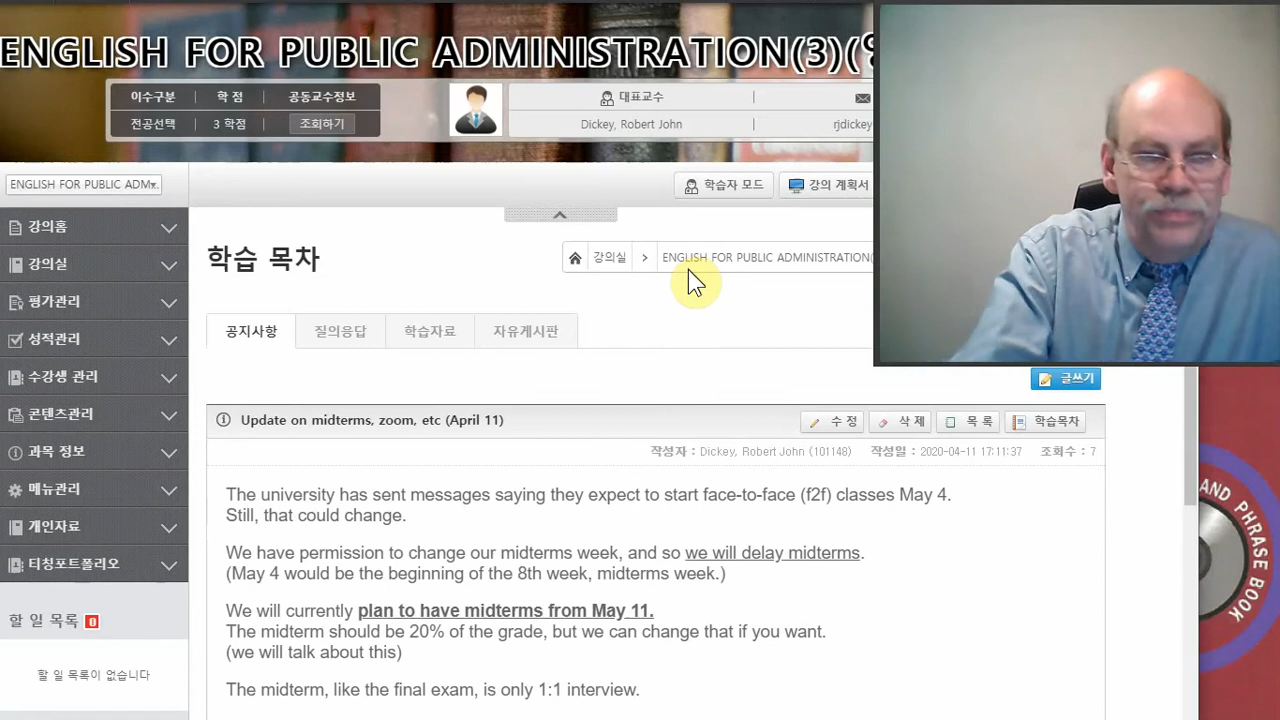 ENGLISH FOR PUBLIC ADMINISTRATION(3)(영
이수구분 학 점 공동교수정보
전공선택 3 학점 조회하기
대표교수
Dickey, Robert John rjdickey
ENGLISH FOR PUBLIC ADM
학습자 모드 강의 계획서
강의홈
강의실
평가관리
성적관리
수강생 관리
콘텐츠관리
과목 정보
메뉴관리
개인자료
티칭포트폴리오
할 일 목록 0
할 일 목록이 없습니다
학습 목차
강의실 > ENGLISH FOR PUBLIC ADMINISTRATION(
공지사항 질의응답 학습자료 자유게시판
글쓰기
Update on midterms, zoom, etc (April 11)
수 정 삭 제 목 록 학습목차
작성자 : Dickey, Robert John (101148) 작성일 : 2020-04-11 17:11:37 조회수 : 7
The university has sent messages saying they expect to start face-to-face (f2f) classes May 4.
Still, that could change.
We have permission to change our midterms week, and so we will delay midterms.
(May 4 would be the beginning of the 8th week, midterms week.)
We will currently plan to have midterms from May 11.
The midterm should be 20% of the grade, but we can change that if you want.
(we will talk about this)
The midterm, like the final exam, is only 1:1 interview.
AND PHRASE BOOK